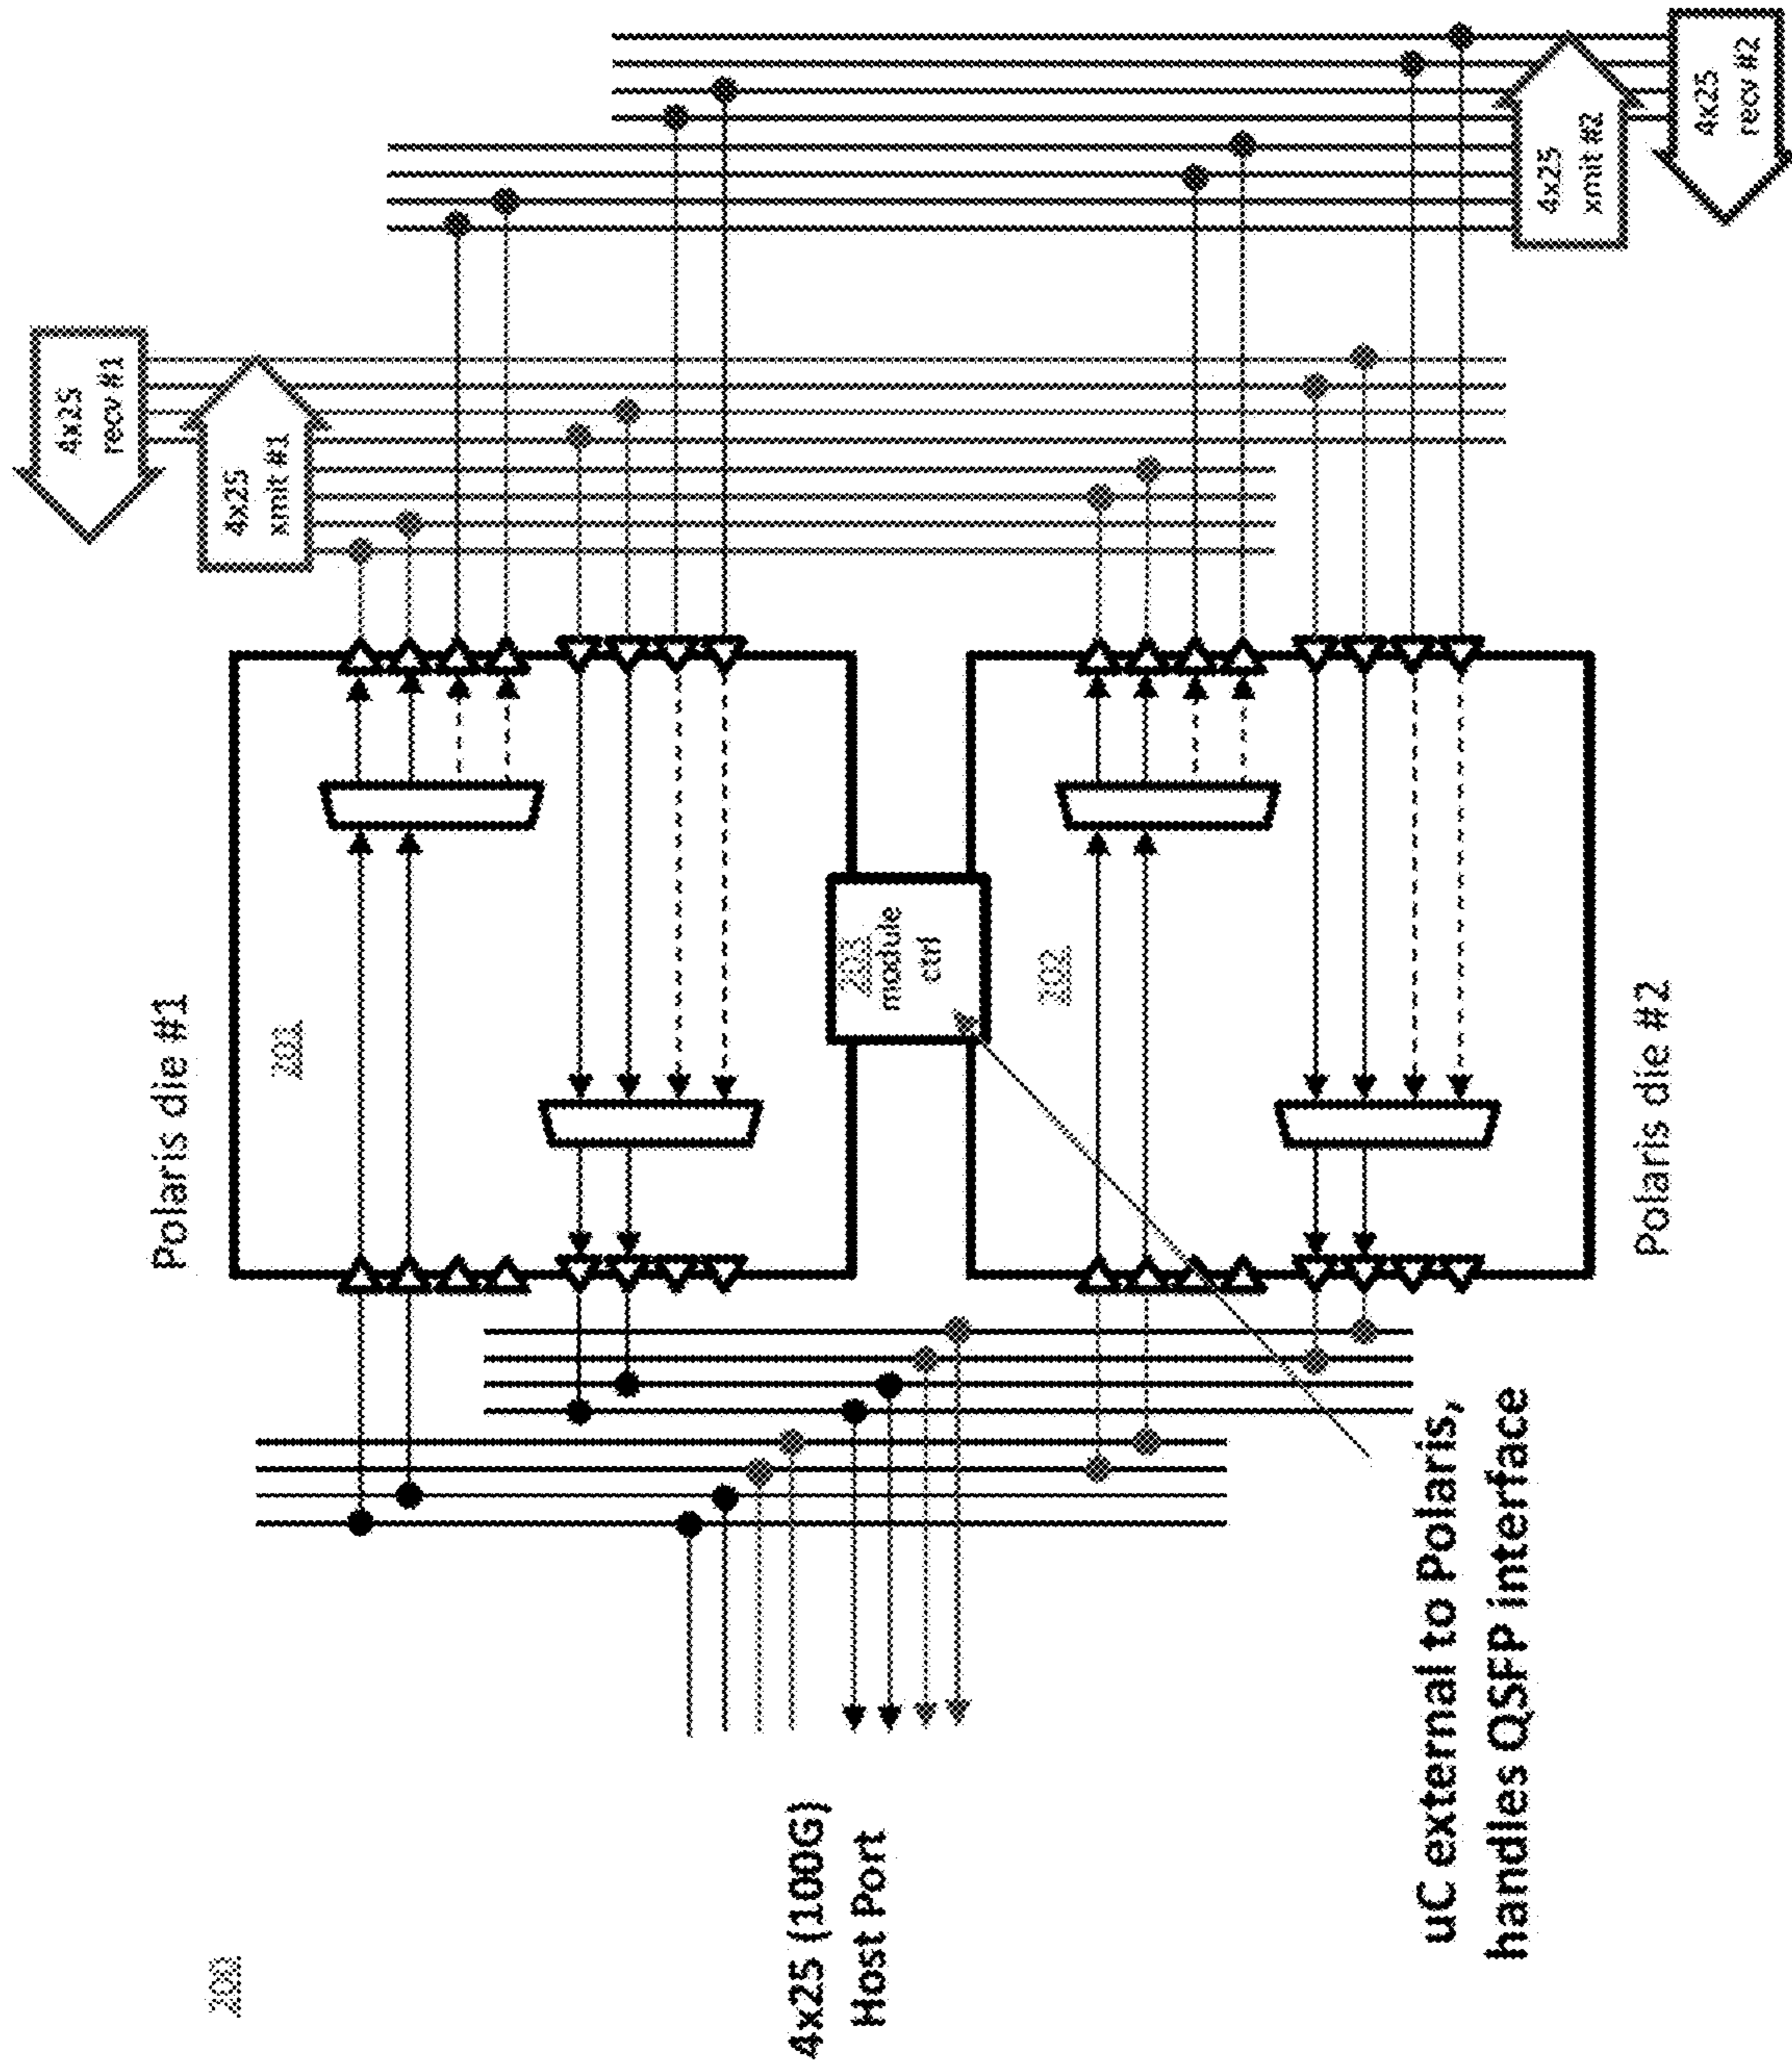 4x25
recv #1
Polaris die #1
200
4x25
xmit #1
201
4x25 (100G)
Host Port
203
module
ctrl
202
uC external to Polaris,
handles QSFP interface
4x25
xmit #2
Polaris die #2
4x25
recv #2